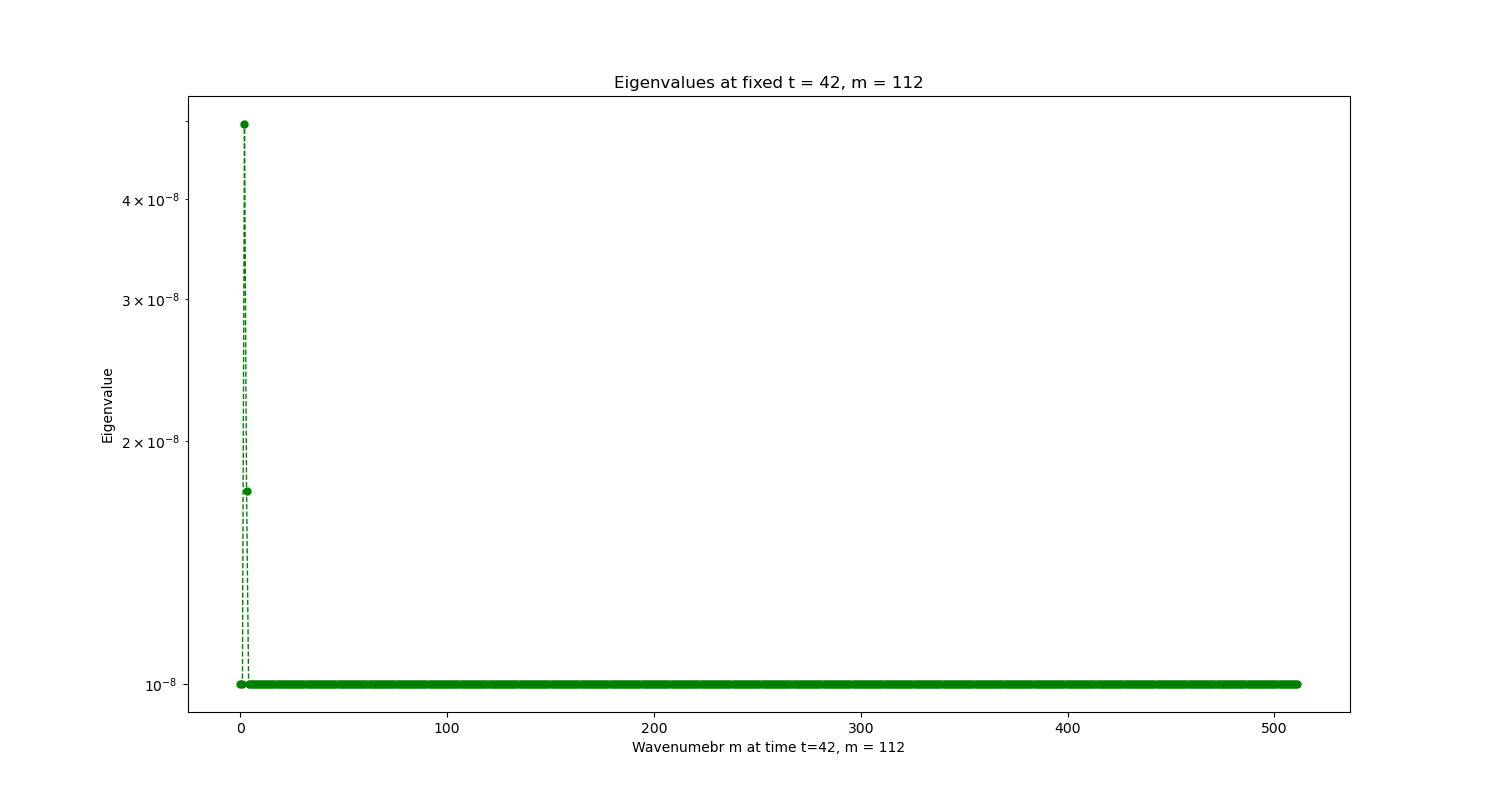 Eigenvalues at fixed t = 42, m = 112
Eigenvalue
4 × 10⁻⁸
3 × 10⁻⁸
2 × 10⁻⁸
10⁻⁸
0 100 200 300 400 500
Wavenumebr m at time t=42, m = 112